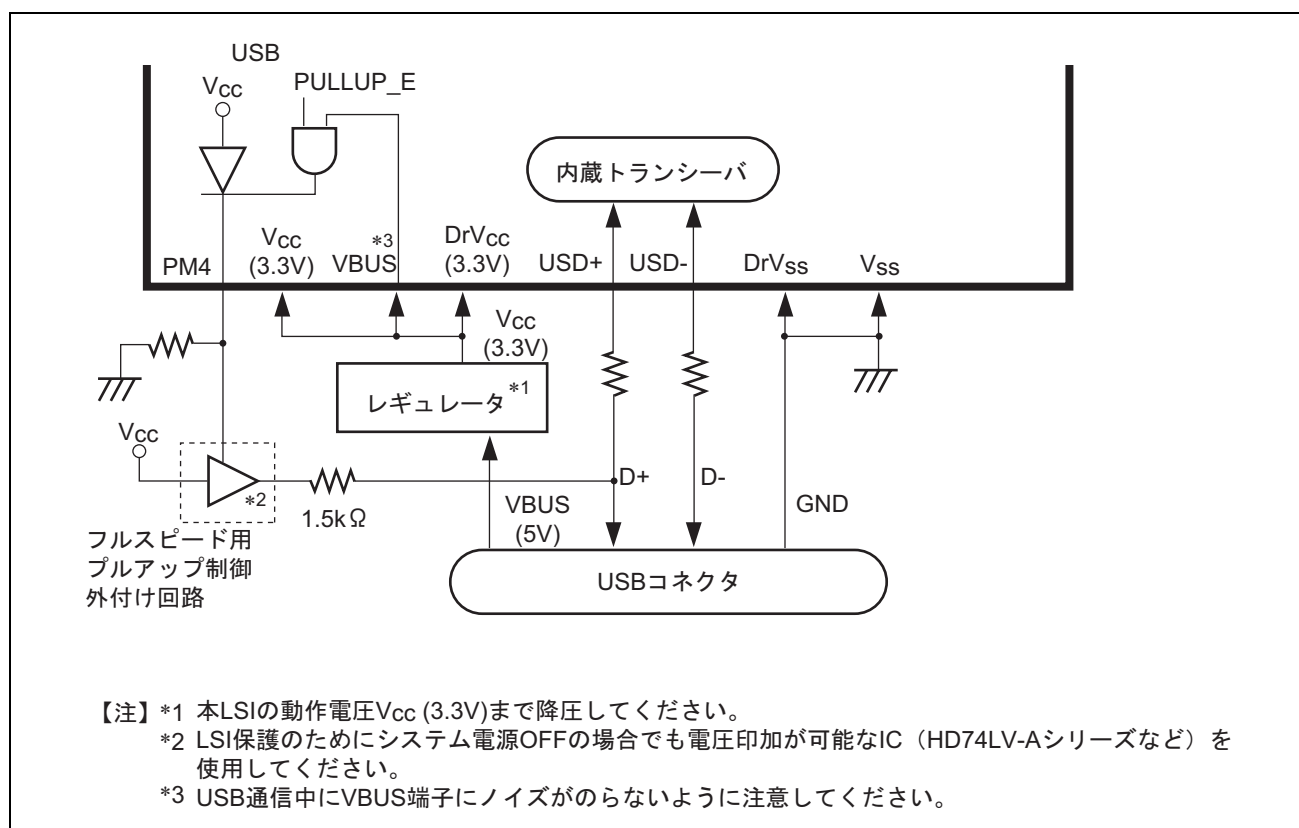 USB
Vcc
PULLUP_E
内蔵トランシーバ
PM4
Vcc
(3.3V)
*3
VBUS
DrVcc
(3.3V)
USD+
USD-
DrVss
Vss
Vcc
(3.3V)
レギュレータ*1
Vcc
*2
1.5kΩ
フルスピード用
プルアップ制御
外付け回路
VBUS
(5V)
D+
D-
GND
USBコネクタ
【注】*1 本LSIの動作電圧Vcc (3.3V)まで降圧してください。
*2 LSI保護のためにシステム電源OFFの場合でも電圧印加が可能なIC(HD74LV-Aシリーズなど)を
使用してください。
*3 USB通信中にVBUS端子にノイズがのらないように注意してください。